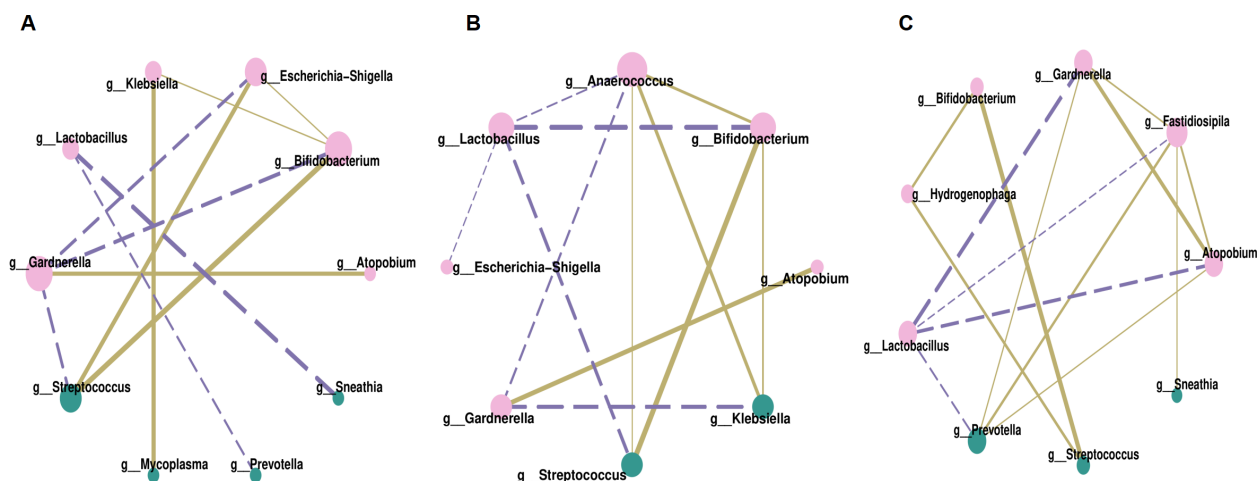 A
g__Klebsiella
g__Escherichia−Shigella
g__Lactobacillus
g__Bifidobacterium
g__Gardnerella
g__Atopobium
g__Streptococcus
g__Sneathia
g__Mycoplasma
g__Prevotella
B
g__Anaerococcus
g__Lactobacillus
g__Bifidobacterium
g__Escherichia−Shigella
g__Atopobium
g__Gardnerella
g__Klebsiella
g__Streptococcus
C
g__Gardnerella
g__Bifidobacterium
g__Fastidiosipila
g__Hydrogenophaga
g__Atopobium
g__Lactobacillus
g__Sneathia
g__Prevotella
g__Streptococcus